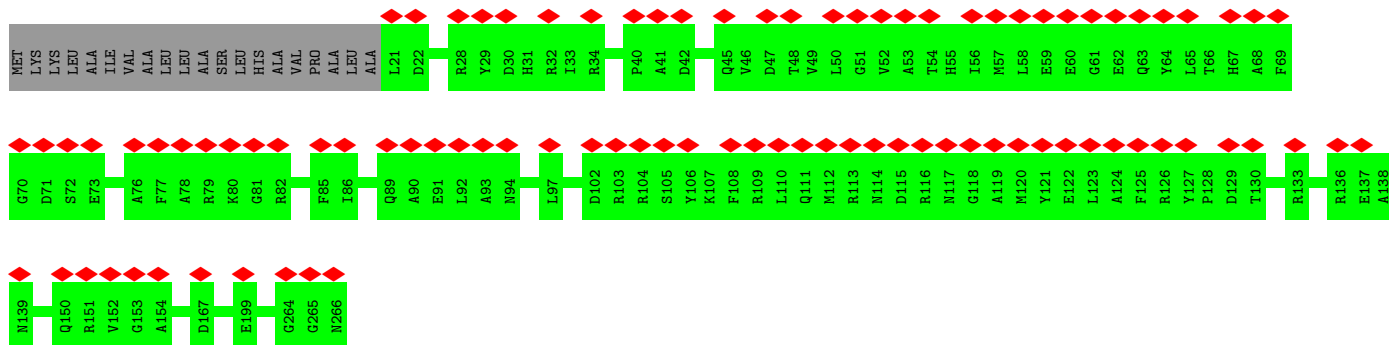 MET LYS LYS LEU ALA ILE VAL ALA LEU LEU ALA SER LEU HIS ALA VAL PRO ALA LEU ALA L21 D22 R28 Y29 D30 H31 R32 I33 R34 P40 A41 D42 Q45 V46 D47 T48 V49 L50 G51 V52 A53 T54 H55 I56 M57 L58 E59 E60 G61 E62 Q63 Y64 L65 T66 H67 A68 F69
G70 D71 S72 E73 A76 F77 A78 R79 K80 G81 R82 F85 I86 Q89 A90 E91 L92 A93 N94 L97 D102 R103 R104 S105 Y106 K107 F108 R109 L110 Q111 M112 R113 N114 D115 R116 N117 G118 A119 M120 Y121 E122 L123 A124 F125 R126 Y127 P128 D129 T130 R133 R136 E137 A138
N139 Q150 R151 V152 G153 A154 D167 E199 G264 G265 N266